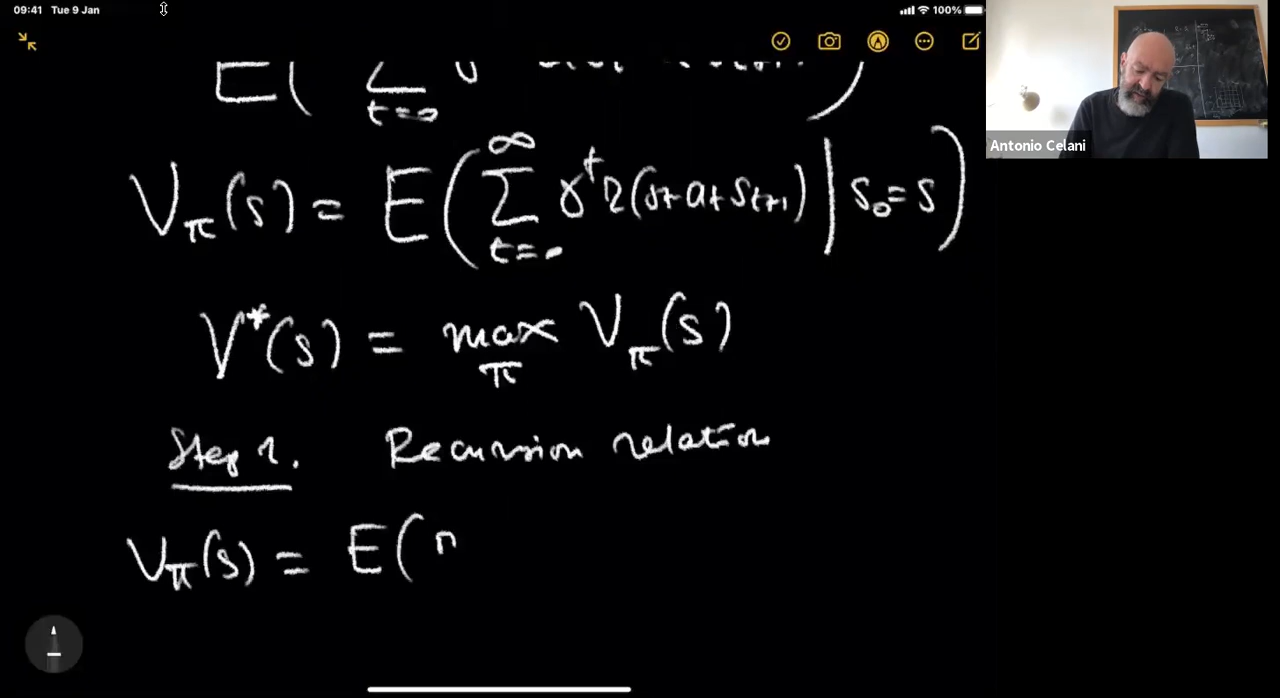 09:41 Tue 9 Jan 100%
Antonio Celani
E( Σ t=0 )
V_π(s) = E( Σ_{t=0}^{∞} γ^t r(s_t a_t s_{t+1}) | s_0 = s )
V*(s) = max_π V_π(s)
Step 1. Recursion relation
V_π(s) = E( r